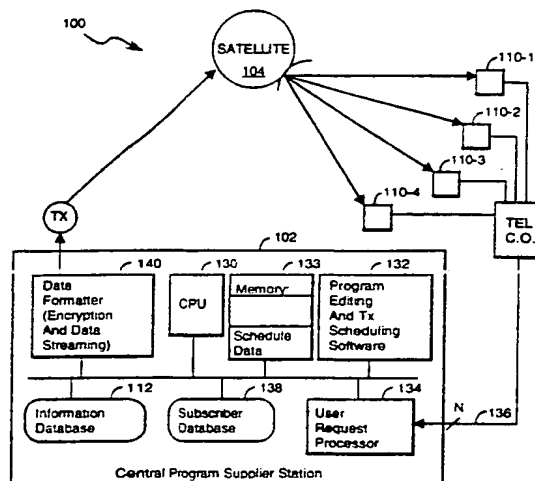 100
SATELLITE
104
110-1
110-2
110-3
110-4
TX
TEL
C.O.
102
140
130
133
132
Data
Formatter
(Encryption
And Data
Streaming)
CPU
Memory
Schedule
Data
Program
Editing
And Tx
Scheduling
Software
112
138
134
N
136
Information
Database
Subscriber
Database
User
Request
Processor
Central Program Supplier Station